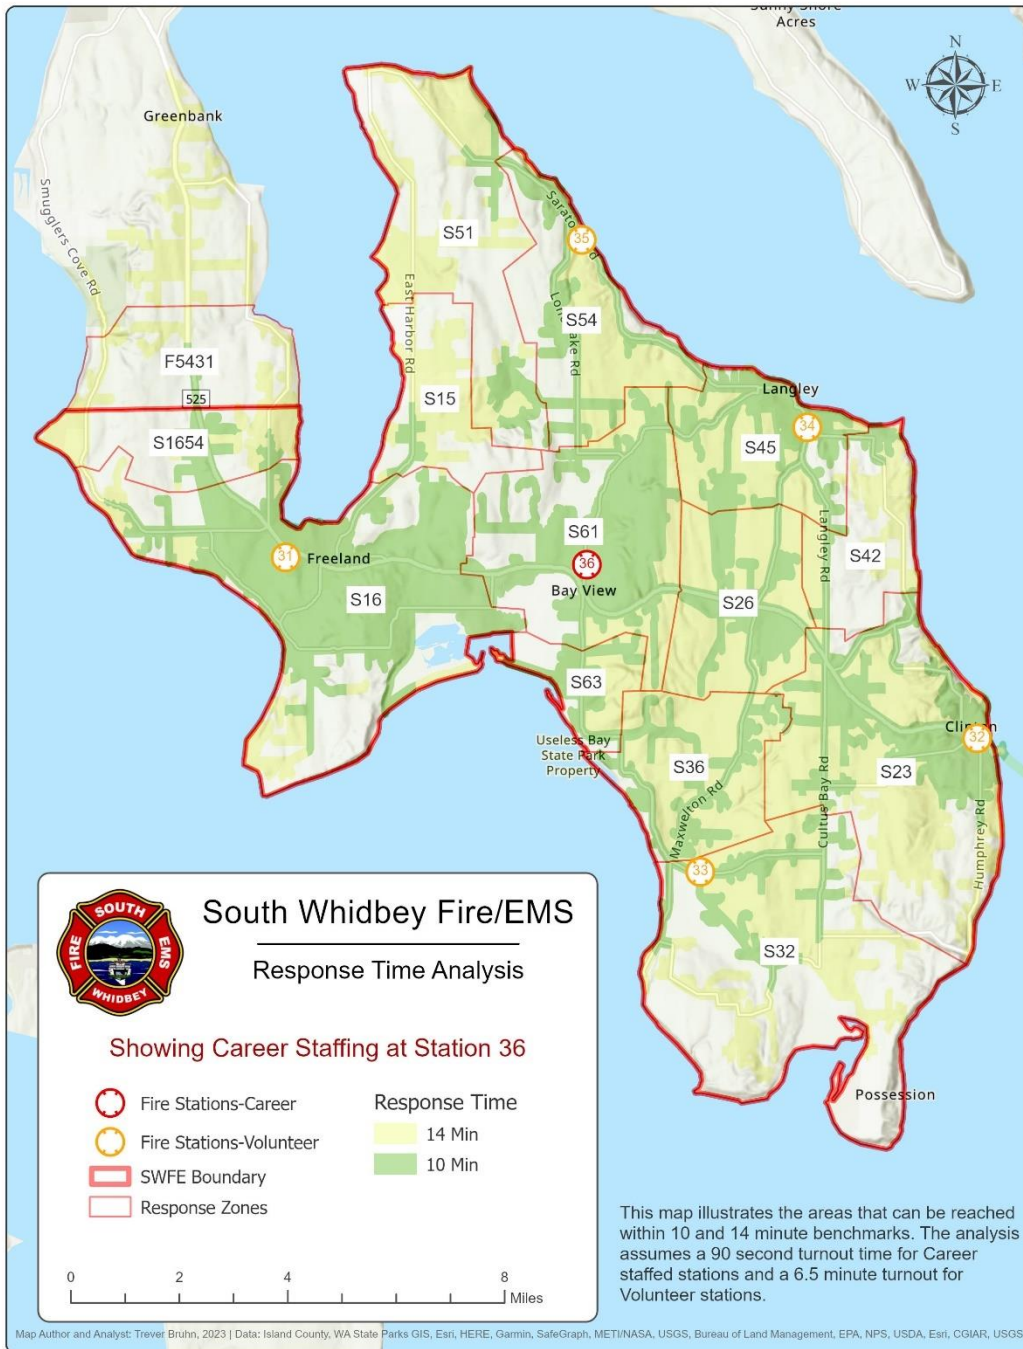 Sunny Shore
Acres
N
W
E
S
Greenbank
Smugglers Cove Rd
S51
35
East Harbor Rd
S54
F5431
525
S15
Langley
S1654
34
S45
Langley Rd
S61
S42
31
Freeland
36
Bay View
S16
S26
S63
Clinton
32
Useless Bay
State Park
Property
S36
S23
Maxwelton Rd
Cultus Bay Rd
Humphrey Rd
33
S32
Possession
SOUTH
FIRE
EMS
WHIDBEY
South Whidbey Fire/EMS
Response Time Analysis
Showing Career Staffing at Station 36
Fire Stations-Career
Fire Stations-Volunteer
SWFE Boundary
Response Zones
Response Time
14 Min
10 Min
0 2 4 8
Miles
This map illustrates the areas that can be reached
within 10 and 14 minute benchmarks. The analysis
assumes a 90 second turnout time for Career
staffed stations and a 6.5 minute turnout for
Volunteer stations.
Map Author and Analyst: Trever Bruhn, 2023 | Data: Island County, WA State Parks GIS, Esri, HERE, Garmin, SafeGraph, METI/NASA, USGS, Bureau of Land Management, EPA, NPS, USDA, Esri, CGIAR, USGS